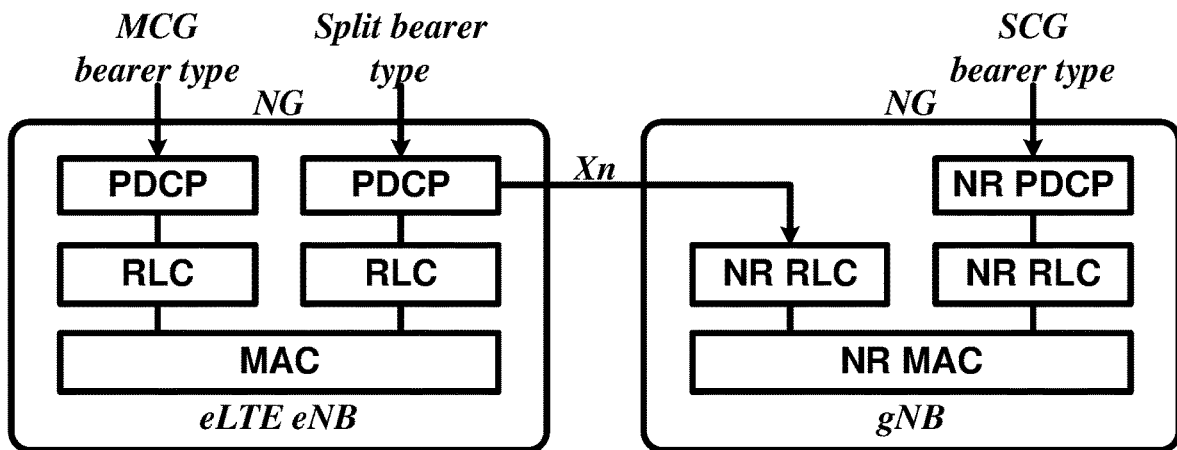 MCG
bearer type
Split bearer
type
SCG
bearer type
NG
NG
PDCP
PDCP
Xn
NR PDCP
RLC
RLC
NR RLC
NR RLC
MAC
NR MAC
eLTE eNB
gNB